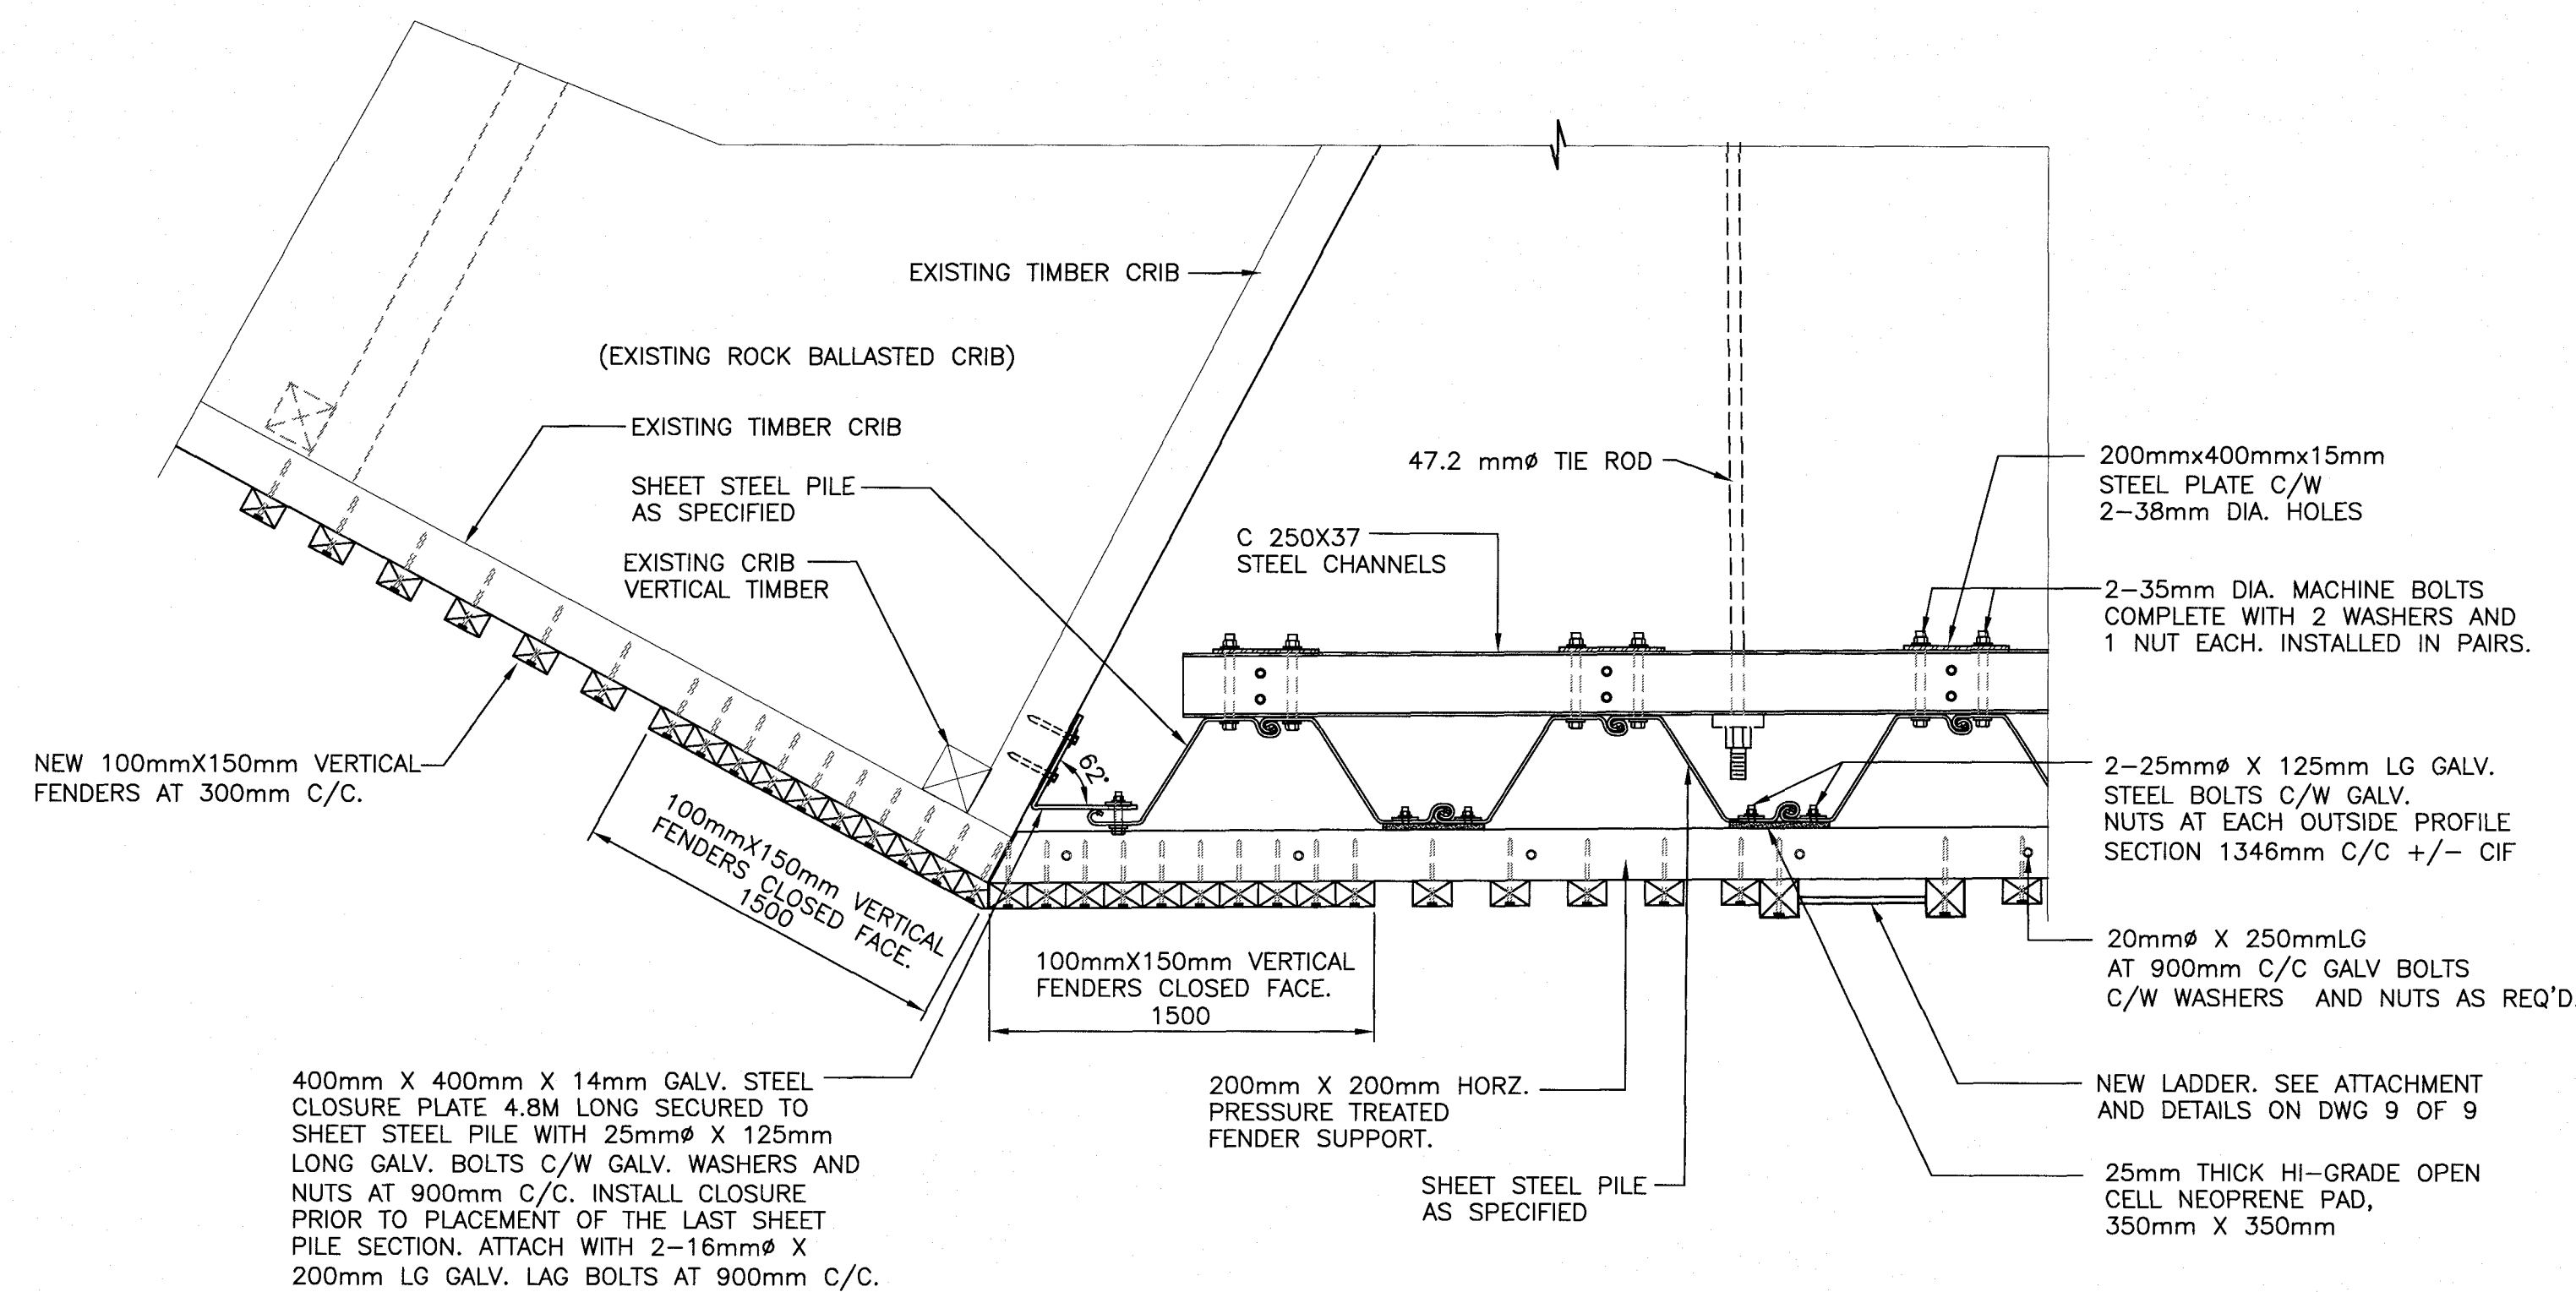 EXISTING TIMBER CRIB
(EXISTING ROCK BALLASTED CRIB)
EXISTING TIMBER CRIB
SHEET STEEL PILE
AS SPECIFIED
EXISTING CRIB
VERTICAL TIMBER
47.2 mmø TIE ROD
C 250X37
STEEL CHANNELS
200mmx400mmx15mm
STEEL PLATE C/W
2-38mm DIA. HOLES
2-35mm DIA. MACHINE BOLTS
COMPLETE WITH 2 WASHERS AND
1 NUT EACH. INSTALLED IN PAIRS.
NEW 100mmX150mm VERTICAL
FENDERS AT 300mm C/C.
62°
2-25mmø X 125mm LG GALV.
STEEL BOLTS C/W GALV.
NUTS AT EACH OUTSIDE PROFILE
SECTION 1346mm C/C +/- CIF
100mmX150mm VERTICAL
FENDERS CLOSED FACE.
1500
100mmX150mm VERTICAL
FENDERS CLOSED FACE.
1500
20mmø X 250mmLG
AT 900mm C/C GALV BOLTS
C/W WASHERS AND NUTS AS REQ'D.
400mm X 400mm X 14mm GALV. STEEL
CLOSURE PLATE 4.8M LONG SECURED TO
SHEET STEEL PILE WITH 25mmø X 125mm
LONG GALV. BOLTS C/W GALV. WASHERS AND
NUTS AT 900mm C/C. INSTALL CLOSURE
PRIOR TO PLACEMENT OF THE LAST SHEET
PILE SECTION. ATTACH WITH 2-16mmø X
200mm LG GALV. LAG BOLTS AT 900mm C/C.
200mm X 200mm HORZ.
PRESSURE TREATED
FENDER SUPPORT.
SHEET STEEL PILE
AS SPECIFIED
NEW LADDER. SEE ATTACHMENT
AND DETAILS ON DWG 9 OF 9
25mm THICK HI-GRADE OPEN
CELL NEOPRENE PAD,
350mm X 350mm